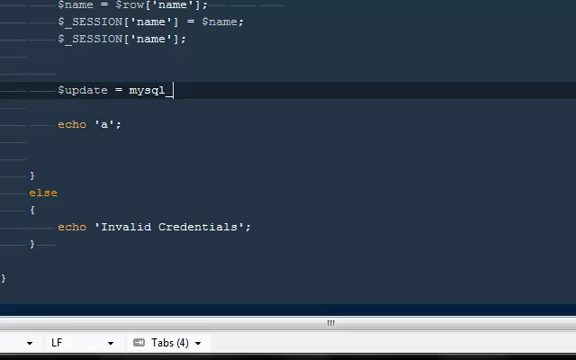 $name = $row['name'];
$_SESSION['name'] = $name;
$_SESSION['name'];
$update = mysql_
echo 'a';
}
else
{
echo 'Invalid Credentials';
}
}
LF
Tabs (4)